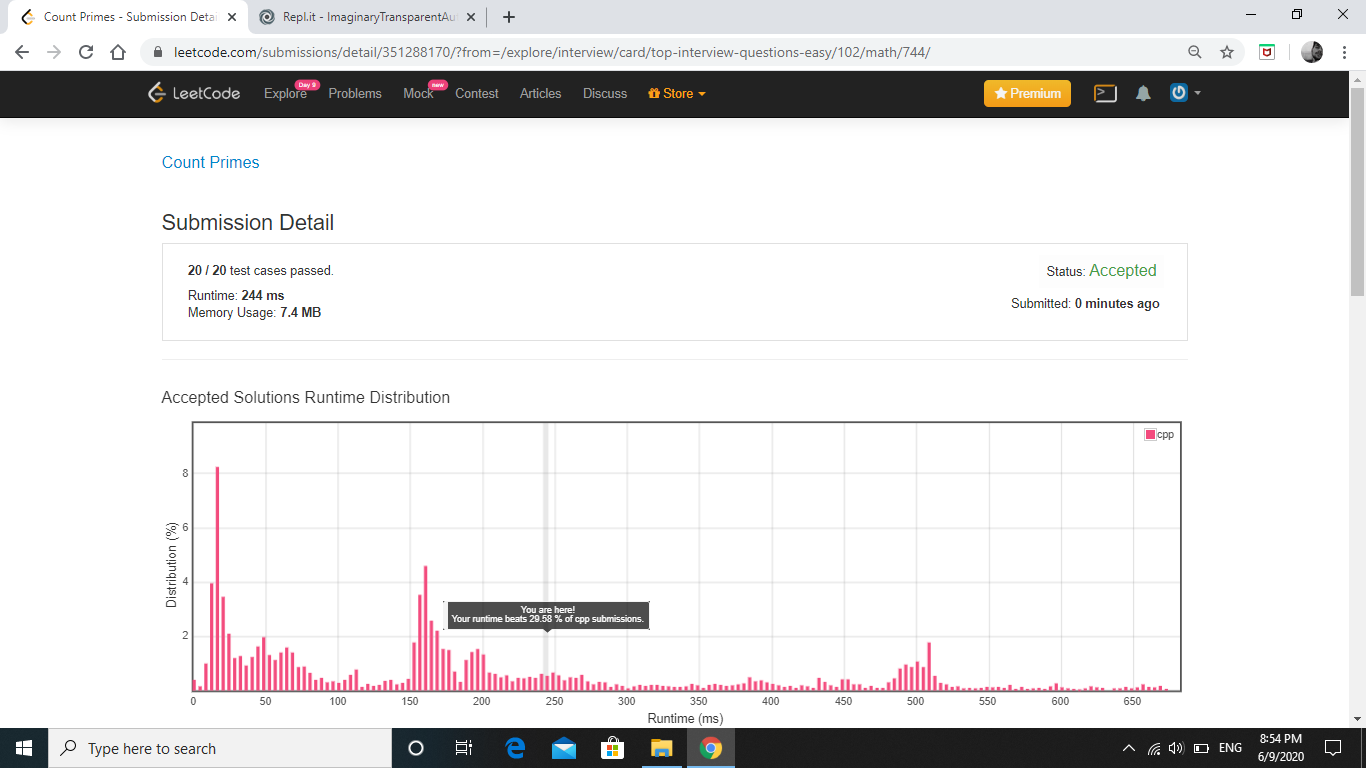 Count Primes - Submission Detai
Repl.it - ImaginaryTransparentAu
leetcode.com/submissions/detail/351288170/?from=/explore/interview/card/top-interview-questions-easy/102/math/744/
LeetCode Explore Day 9 Problems Mock new Contest Articles Discuss Store Premium
Count Primes
Submission Detail
20 / 20 test cases passed.
Status: Accepted
Runtime: 244 ms
Submitted: 0 minutes ago
Memory Usage: 7.4 MB
Accepted Solutions Runtime Distribution
cpp
8
6
4
2
Distribution (%)
You are here!
Your runtime beats 29.58 % of cpp submissions.
0 50 100 150 200 250 300 350 400 450 500 550 600 650
Runtime (ms)
Type here to search
ENG
8:54 PM
6/9/2020